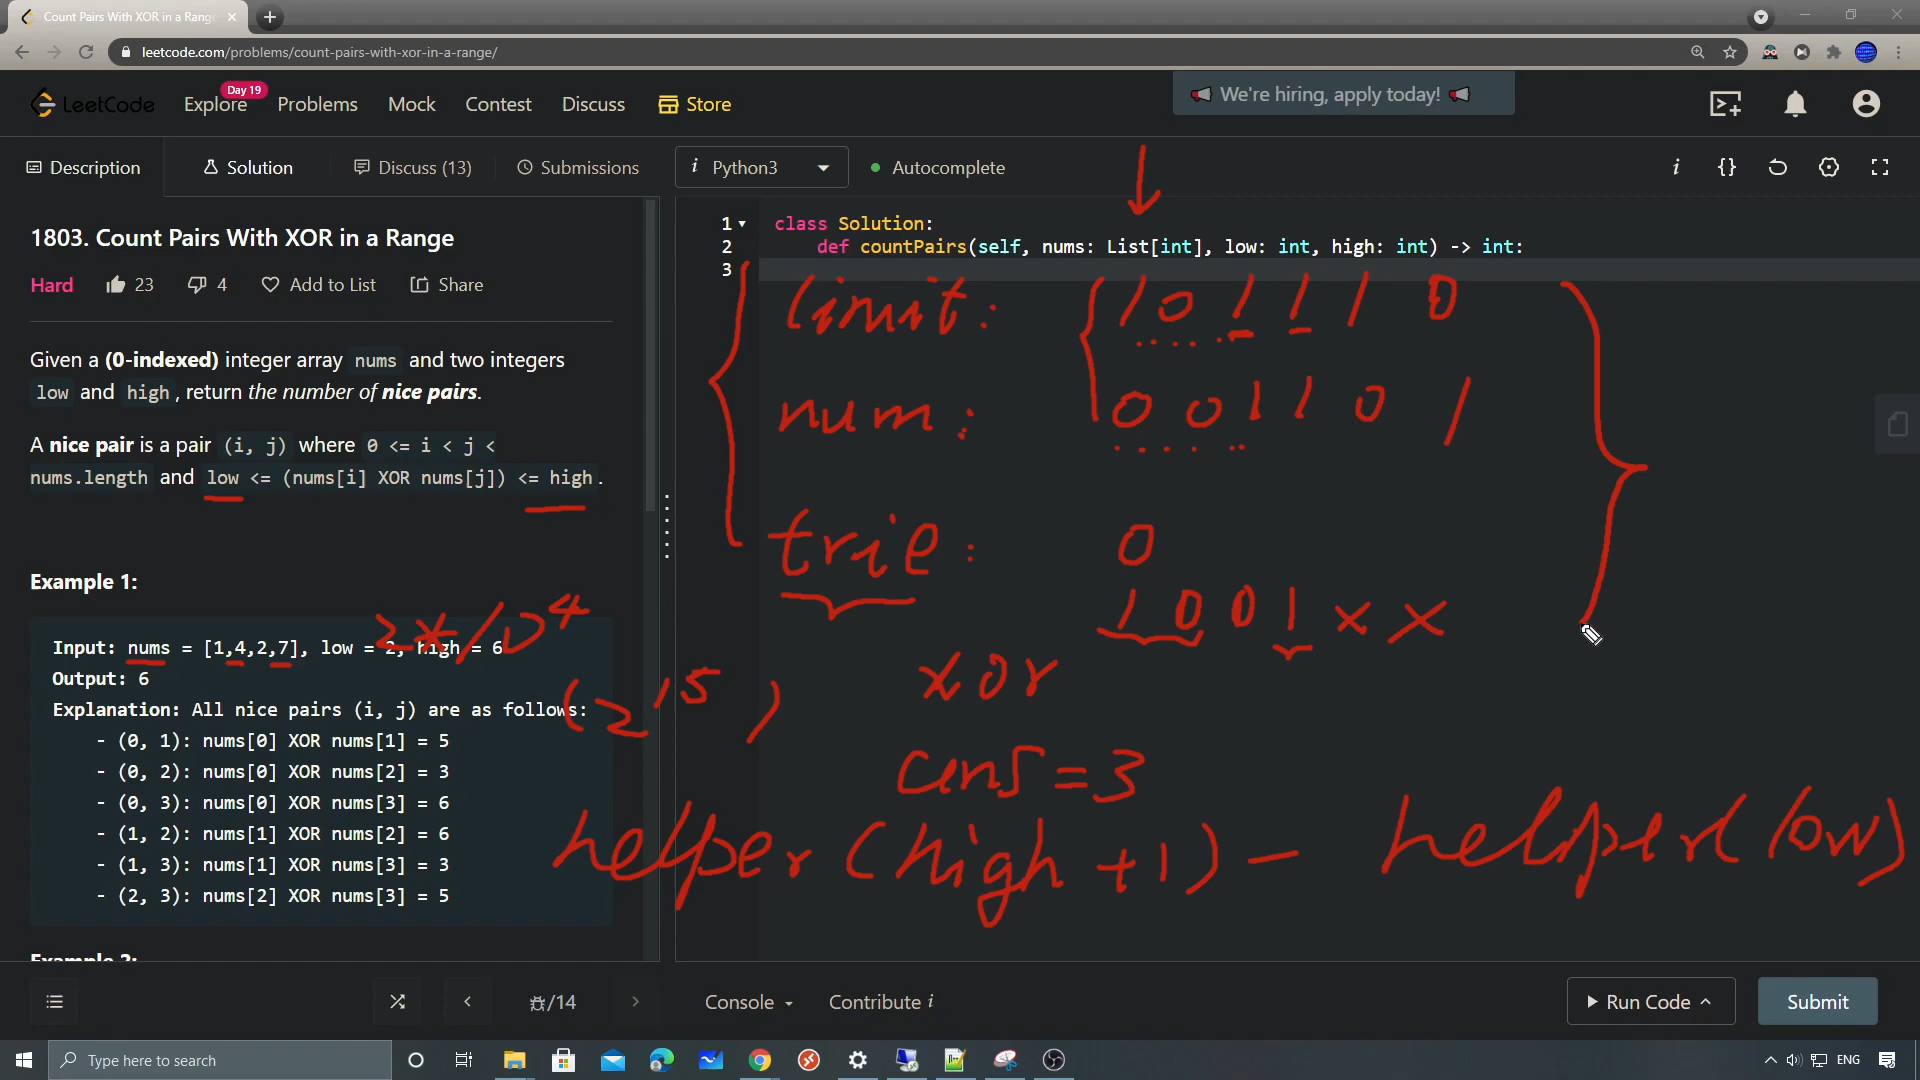 Count Pairs With XOR in a Range
leetcode.com/problems/count-pairs-with-xor-in-a-range/
LeetCode
Explore
Day 19
Problems
Mock
Contest
Discuss
Store
We're hiring, apply today!
Description
Solution
Discuss (13)
Submissions
i Python3
Autocomplete
i
{}
1803. Count Pairs With XOR in a Range
Hard
23
4
Add to List
Share
Given a (0-indexed) integer array nums and two integers
low and high, return the number of nice pairs.
A nice pair is a pair (i, j) where 0 <= i < j <
nums.length and low <= (nums[i] XOR nums[j]) <= high.
Example 1:
Input: nums = [1,4,2,7], low = 2, high = 6
Output: 6
Explanation: All nice pairs (i, j) are as follows:
- (0, 1): nums[0] XOR nums[1] = 5
- (0, 2): nums[0] XOR nums[2] = 3
- (0, 3): nums[0] XOR nums[3] = 6
- (1, 2): nums[1] XOR nums[2] = 6
- (1, 3): nums[1] XOR nums[3] = 3
- (2, 3): nums[2] XOR nums[3] = 5
Example 2:
2*10^4
(2^15 )
1 class Solution:
2 def countPairs(self, nums: List[int], low: int, high: int) -> int:
3
limit: 1 0 1 1 1 0
num: 0 0 1 1 0 1
trie: 0
1 0 0 1 x x
xor
cens=3
helper(high+1) - helper(low)
/14
Console
Contribute i
Run Code
Submit
Type here to search
ENG